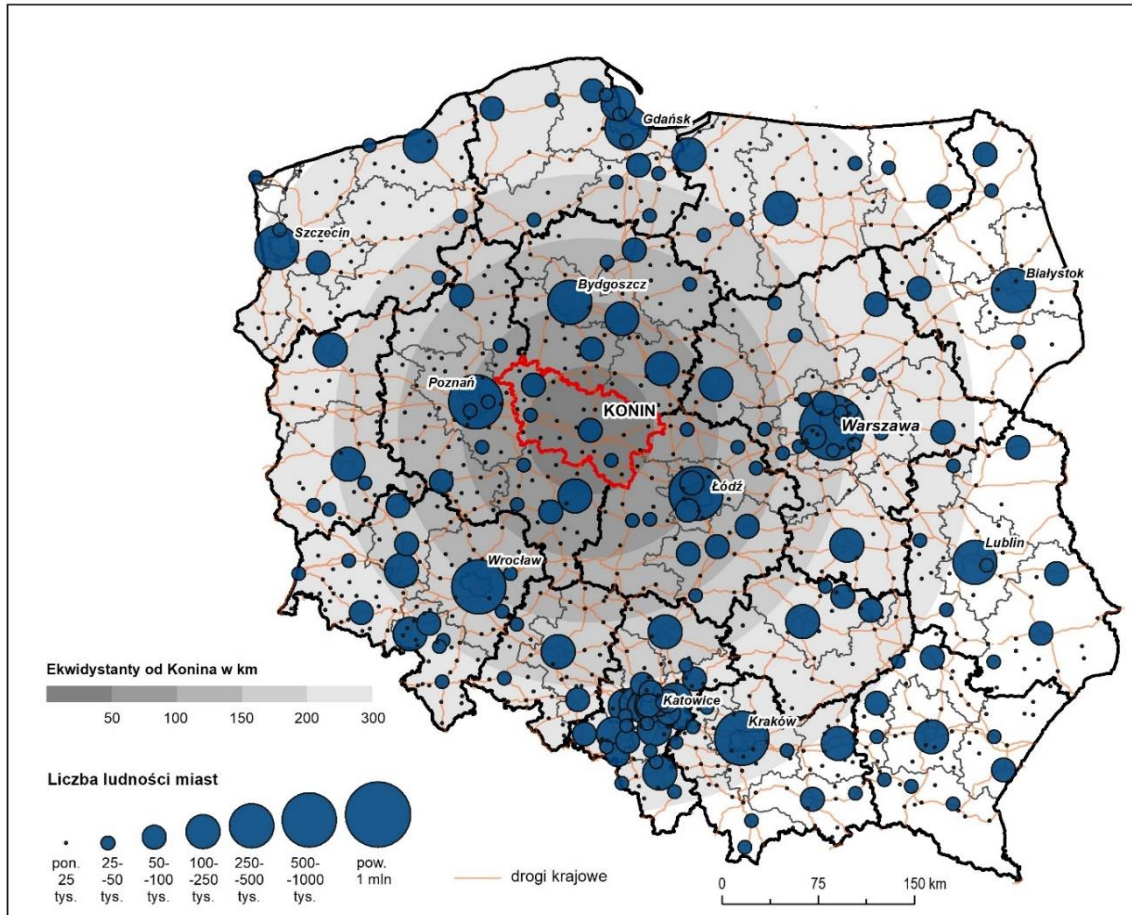 Gdańsk
Szczecin
Białystok
Bydgoszcz
Poznań
KONIN
Warszawa
Łódź
Lublin
Wrocław
Ekwidystanty od Konina w km
50 100 150 200 300
Katowice
Kraków
Liczba ludności miast
pon. 25- 50- 100- 250- 500- pow.
25 -50 -100 -250 -500 -1000 1 mln
tys. tys. tys. tys. tys. tys.
drogi krajowe
0 75 150 km